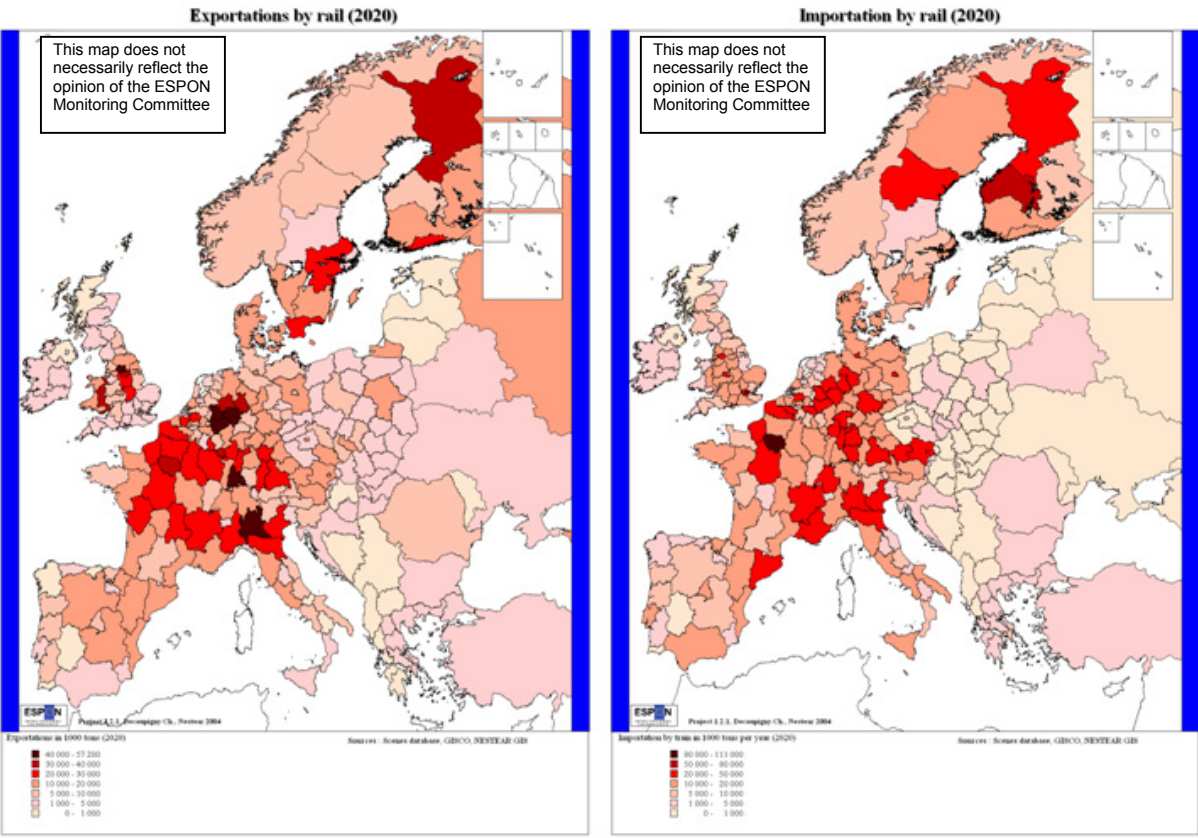 Exportations by rail (2020)
This map does not
necessarily reflect the
opinion of the ESPON
Monitoring Committee
ESPON
Project 1.2.1, Decoupigny Ch., Nestear 2004
Exportations in 1000 tons (2020)
Sources : Scenes database, GISCO, NESTEAR-GIS
40 000 - 57 200
30 000 - 40 000
20 000 - 30 000
10 000 - 20 000
5 000 - 10 000
1 000 - 5 000
0 - 1 000
Importation by rail (2020)
This map does not
necessarily reflect the
opinion of the ESPON
Monitoring Committee
ESPON
Project 1.2.1, Decoupigny Ch., Nestear 2004
Importation by train in 1000 tons per year (2020)
Sources : Scenes database, GISCO, NESTEAR-GIS
80 000 - 111 000
50 000 - 80 000
20 000 - 50 000
10 000 - 20 000
5 000 - 10 000
1 000 - 5 000
0 - 1 000